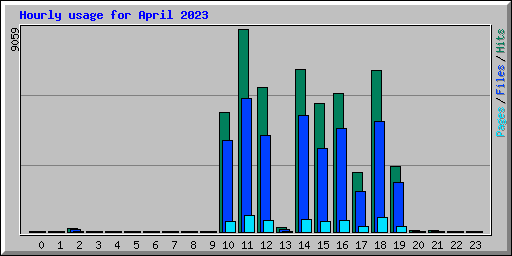 Hourly usage for April 2023
9059
Pages/Files/Hits
0 1 2 3 4 5 6 7 8 9 10 11 12 13 14 15 16 17 18 19 20 21 22 23